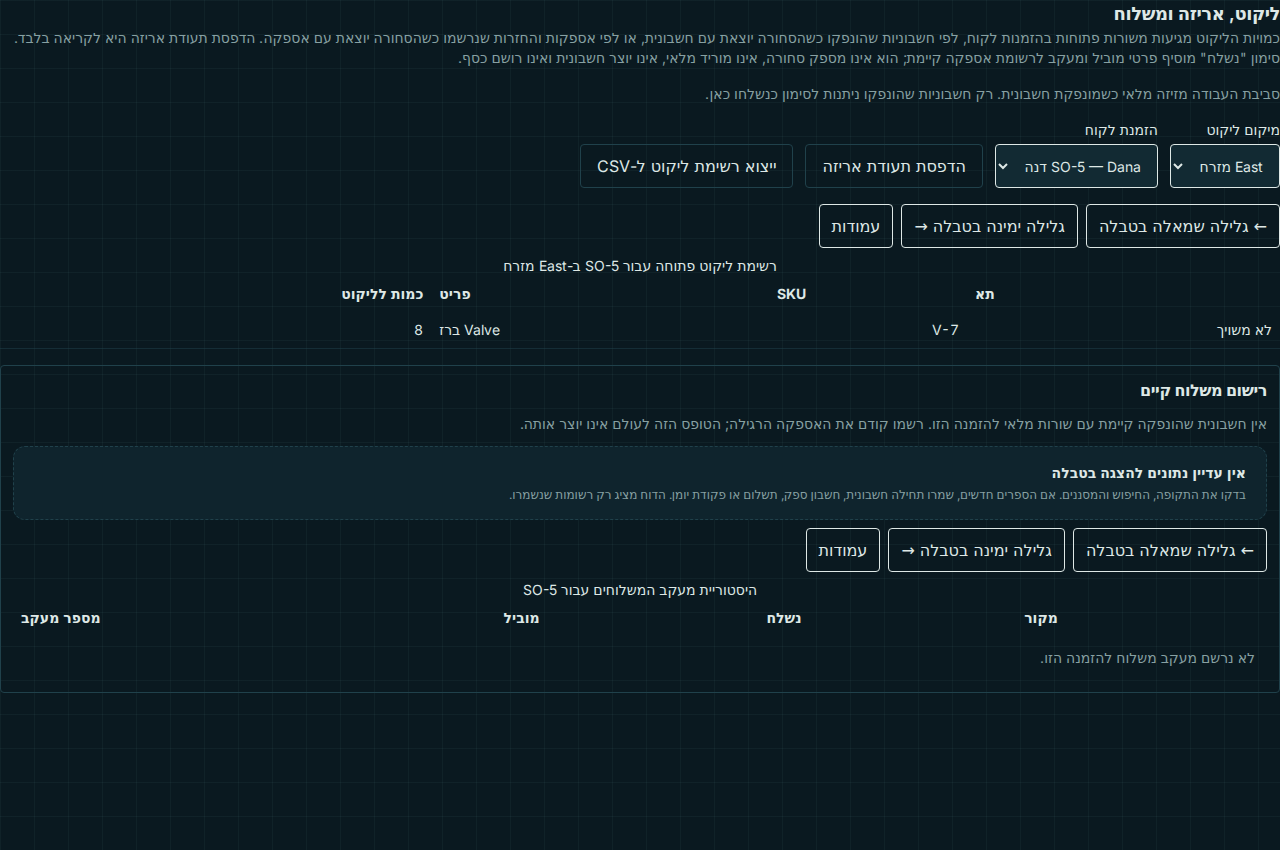 ליקוט, אריזה ומשלוח
כמויות הליקוט מגיעות משורות פתוחות בהזמנות לקוח, לפי חשבוניות שהונפקו כשהסחורה יוצאת עם חשבונית, או לפי אספקות והחזרות שנרשמו כשהסחורה יוצאת עם אספקה. הדפסת תעודת אריזה היא לקריאה בלבד.
סימון "נשלח" מוסיף פרטי מוביל ומעקב לרשומת אספקה קיימת; הוא אינו מספק סחורה, אינו מוריד מלאי, אינו יוצר חשבונית ואינו רושם כסף.
סביבת העבודה מזיזה מלאי כשמונפקת חשבונית. רק חשבוניות שהונפקו ניתנות לסימון כנשלחו כאן.
מיקום ליקוט הזמנת לקוח
East מזרח SO-5 — Dana דנה הדפסת תעודת אריזה ייצוא רשימת ליקוט ל-CSV
← גלילה שמאלה בטבלה גלילה ימינה בטבלה → עמודות
רשימת ליקוט פתוחה עבור SO-5 ב-East מזרח
תא SKU פריט כמות לליקוט
לא משויך V-7 Valve ברז 8
רישום משלוח קיים
אין חשבונית שהונפקה קיימת עם שורות מלאי להזמנה הזו. רשמו קודם את האספקה הרגילה; הטופס הזה לעולם אינו יוצר אותה.
אין עדיין נתונים להצגה בטבלה
בדקו את התקופה, החיפוש והמסננים. אם הספרים חדשים, שמרו תחילה חשבונית, חשבון ספק, תשלום או פקודת יומן. הדוח מציג רק רשומות שנשמרו.
← גלילה שמאלה בטבלה גלילה ימינה בטבלה → עמודות
היסטוריית מעקב המשלוחים עבור SO-5
מקור נשלח מוביל מספר מעקב
לא נרשם מעקב משלוח להזמנה הזו.